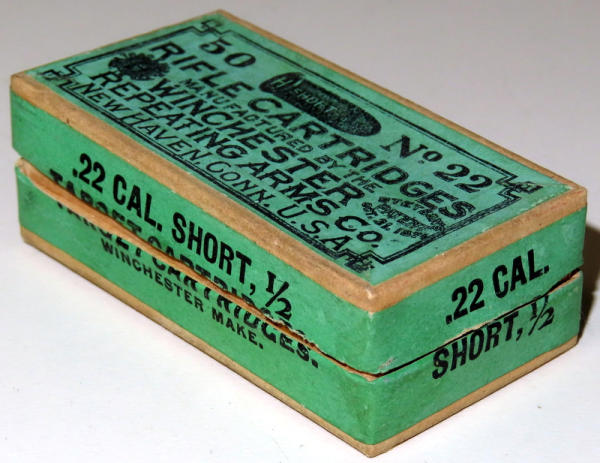 50
No 22
RIFLE CARTRIDGES
MANUFACTURED BY THE
WINCHESTER
REPEATING ARMS CO.
NEW HAVEN, CONN. U.S.A.
.22 CAL. SHORT, 1/2
TARGET CARTRIDGES.
WINCHESTER MAKE.
.22 CAL.
SHORT, 1/2